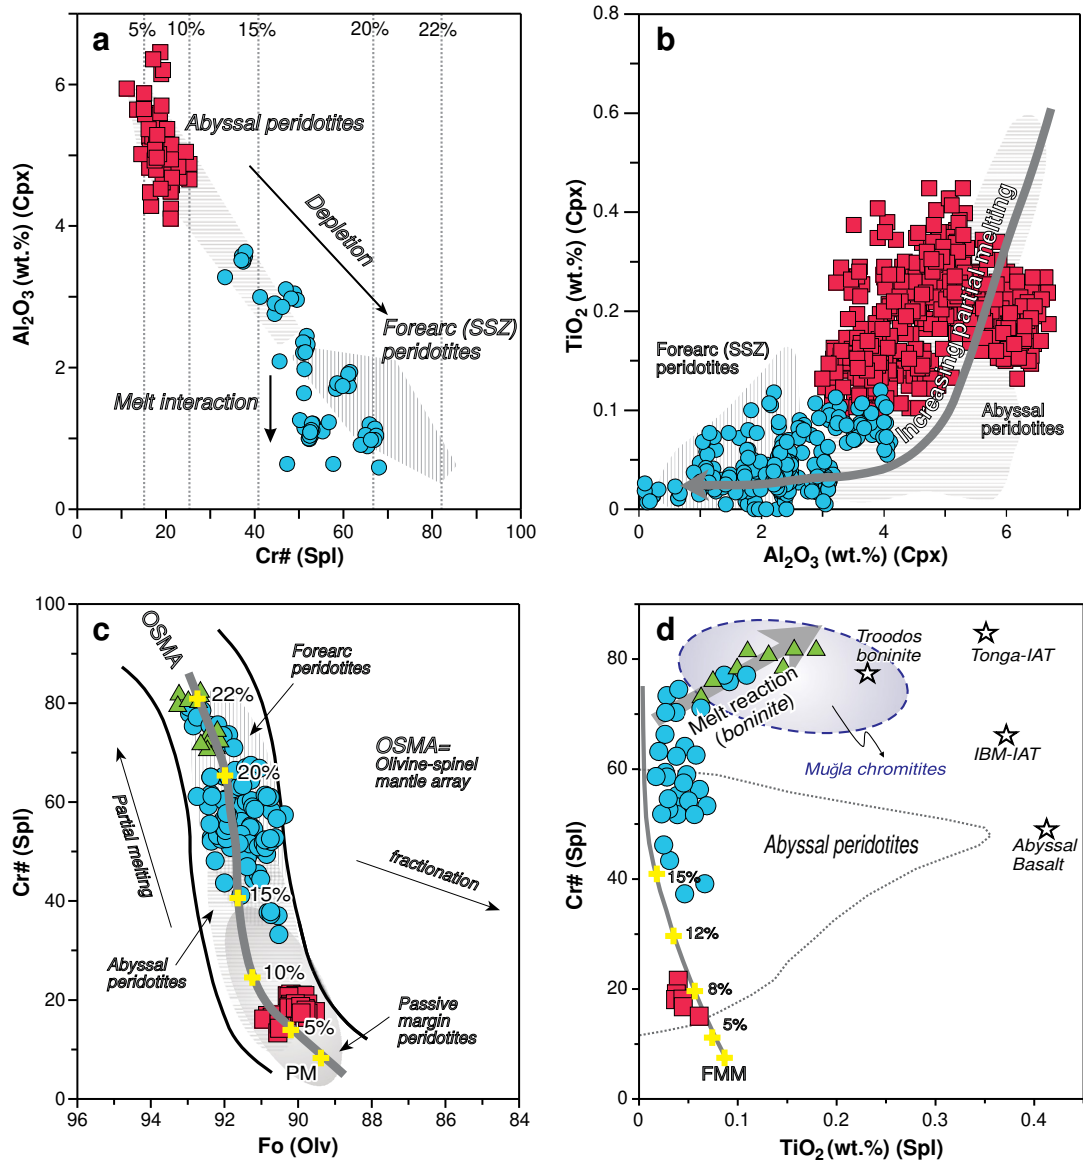 a
5%
10%
15%
20%
22%
Abyssal peridotites
Depletion
Forearc (SSZ)
peridotites
Melt interaction
6
4
2
0
Al2O3 (wt.%) (Cpx)
0
20
40
60
80
100
Cr# (Spl)
b
0.8
0.6
0.4
0.2
0.1
0
TiO2 (wt.%) (Cpx)
Forearc (SSZ)
peridotites
Increasing partial melting
Abyssal
peridotites
0
2
4
6
Al2O3 (wt.%) (Cpx)
c
OSMA
Forearc
peridotites
22%
OSMA=
Olivine-spinel
mantle array
20%
Partial melting
fractionation
15%
Abyssal
peridotites
10%
Passive
margin
peridotites
5%
PM
100
80
60
40
20
0
Cr# (Spl)
96
94
92
90
88
86
84
Fo (Olv)
d
Troodos
boninite
Tonga-IAT
Melt reaction
(boninite)
IBM-IAT
Muğla chromitites
Abyssal peridotites
Abyssal
Basalt
15%
12%
8%
5%
FMM
80
60
40
20
0
Cr# (Spl)
0
0.1
0.2
0.3
0.4
TiO2 (wt.%) (Spl)